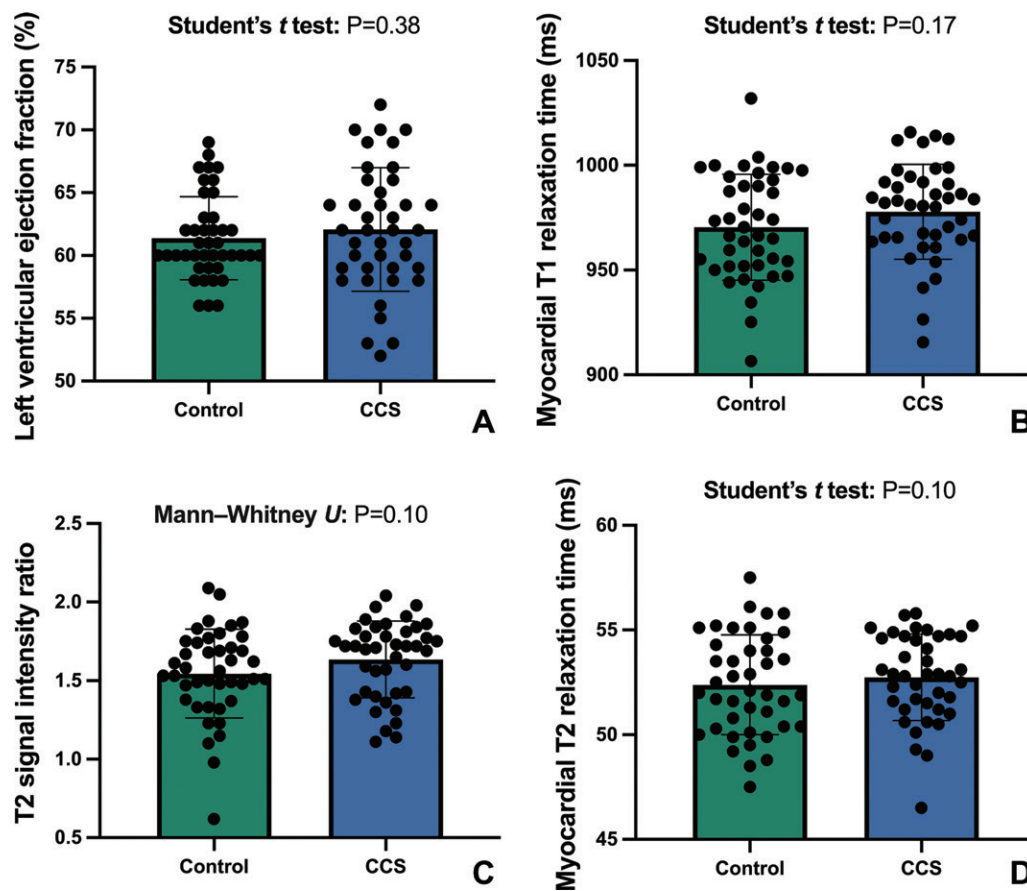 Student's t test: P=0.38
Left ventricular ejection fraction (%)
75
70
65
60
55
50
Control
CCS
A
Student's t test: P=0.17
Myocardial T1 relaxation time (ms)
1050
1000
950
900
Control
CCS
B
Mann–Whitney U: P=0.10
T2 signal intensity ratio
2.5
2.0
1.5
1.0
0.5
Control
CCS
C
Student's t test: P=0.10
Myocardial T2 relaxation time (ms)
60
55
50
45
Control
CCS
D